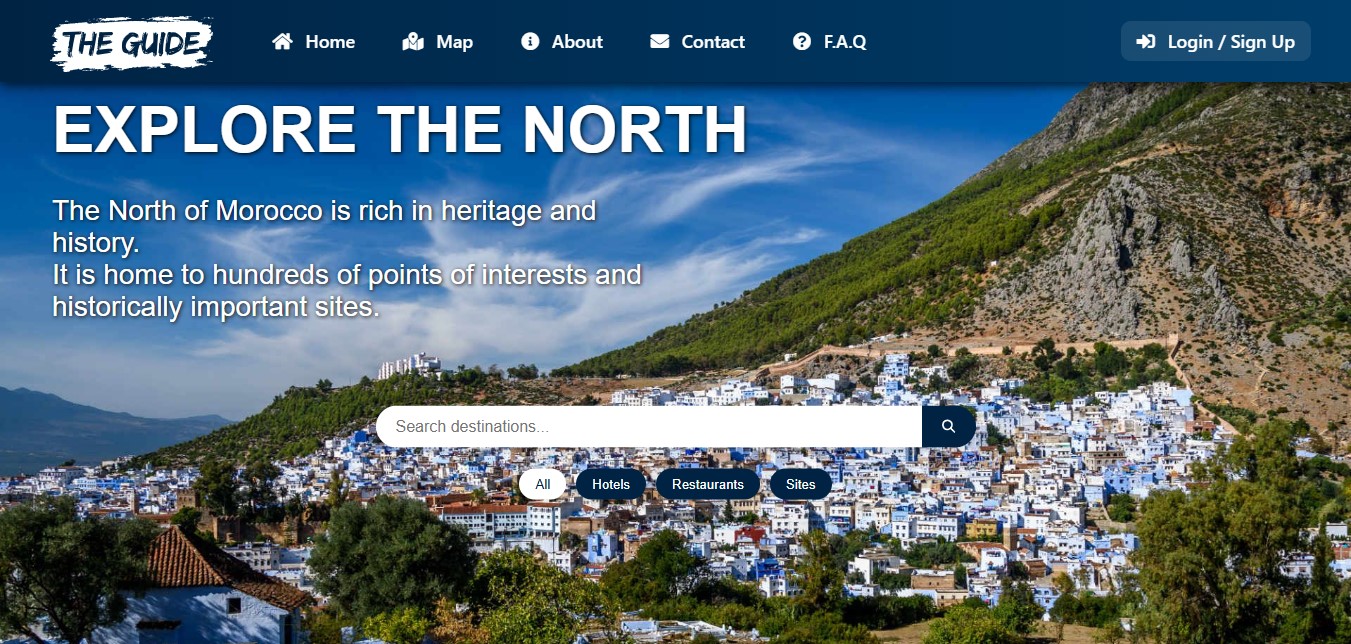 THE GUIDE
Home
Map
About
Contact
F.A.Q
Login / Sign Up
EXPLORE THE NORTH
The North of Morocco is rich in heritage and
history.
It is home to hundreds of points of interests and
historically important sites.
Search destinations...
All
Hotels
Restaurants
Sites